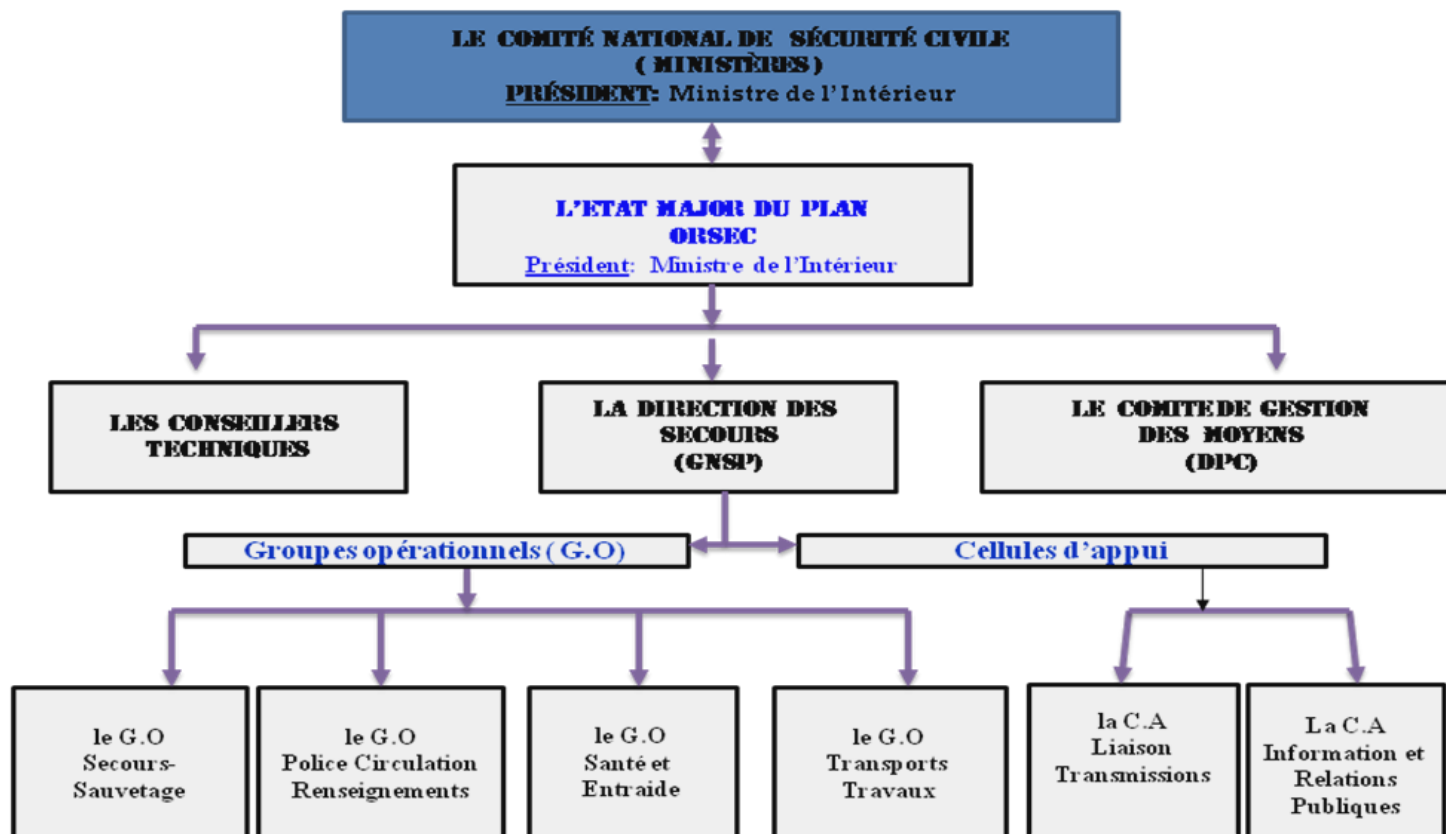 LE COMITÉ NATIONAL DE SÉCURITÉ CIVILE
( MINISTÈRES )
PRÉSIDENT: Ministre de l'Intérieur
L'ETAT MAJOR DU PLAN
ORSEC
Président: Ministre de l'Intérieur
LES CONSEILLERS
TECHNIQUES
LA DIRECTION DES
SECOURS
(GNSP)
LE COMITE DE GESTION
DES MOYENS
(DPC)
Groupes opérationnels ( G.O)
Cellules d'appui
le G.O
Secours-
Sauvetage
le G.O
Police Circulation
Renseignements
le G.O
Santé et
Entraide
le G.O
Transports
Travaux
la C.A
Liaison
Transmissions
La C.A
Information et
Relations
Publiques